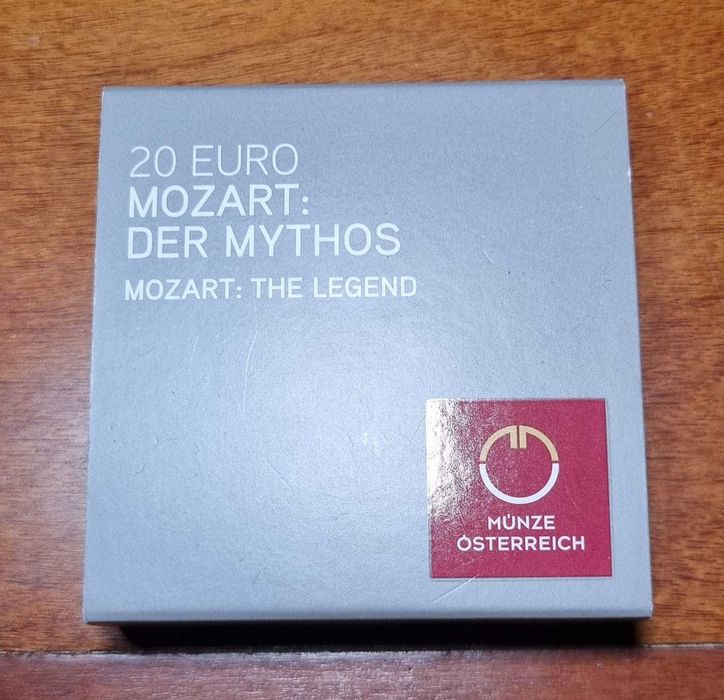 20 EURO
MOZART:
DER MYTHOS
MOZART: THE LEGEND
MÜNZE
ÖSTERREICH